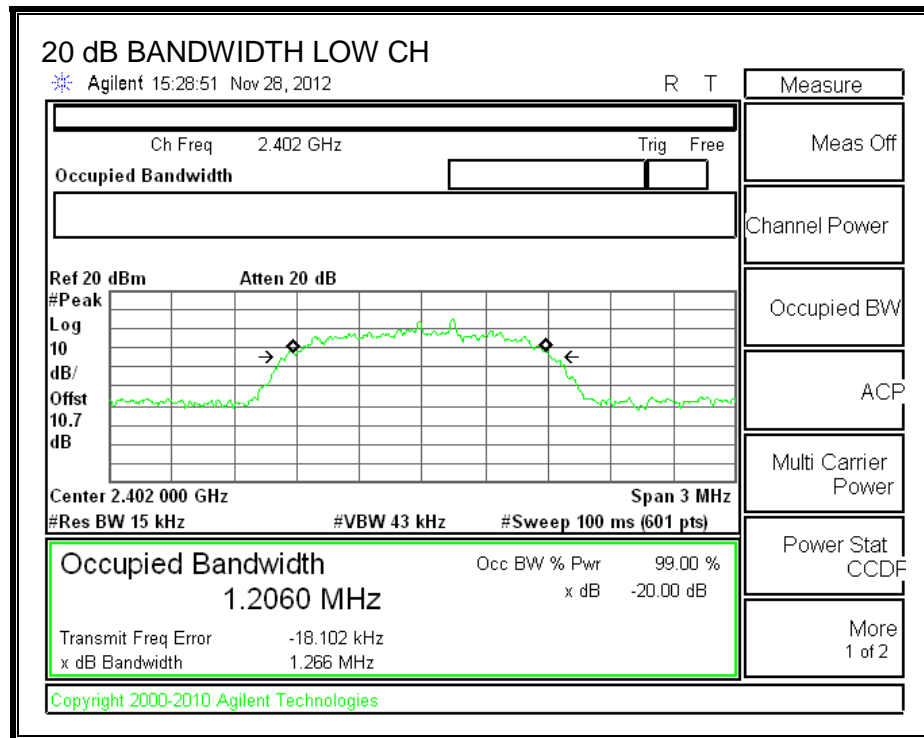 20 dB BANDWIDTH LOW CH
Agilent 15:28:51 Nov 28, 2012 R T
Measure
Ch Freq 2.402 GHz Trig Free
Occupied Bandwidth
Meas Off
Channel Power
Occupied BW
ACP
Multi Carrier
Power
Power Stat
CCDF
More
1 of 2
Ref 20 dBm Atten 20 dB
#Peak
Log
10
dB/
Offst
10.7
dB
Center 2.402 000 GHz Span 3 MHz
#Res BW 15 kHz #VBW 43 kHz #Sweep 100 ms (601 pts)
Occupied Bandwidth
1.2060 MHz
Occ BW % Pwr 99.00 %
x dB -20.00 dB
Transmit Freq Error -18.102 kHz
x dB Bandwidth 1.266 MHz
Copyright 2000-2010 Agilent Technologies